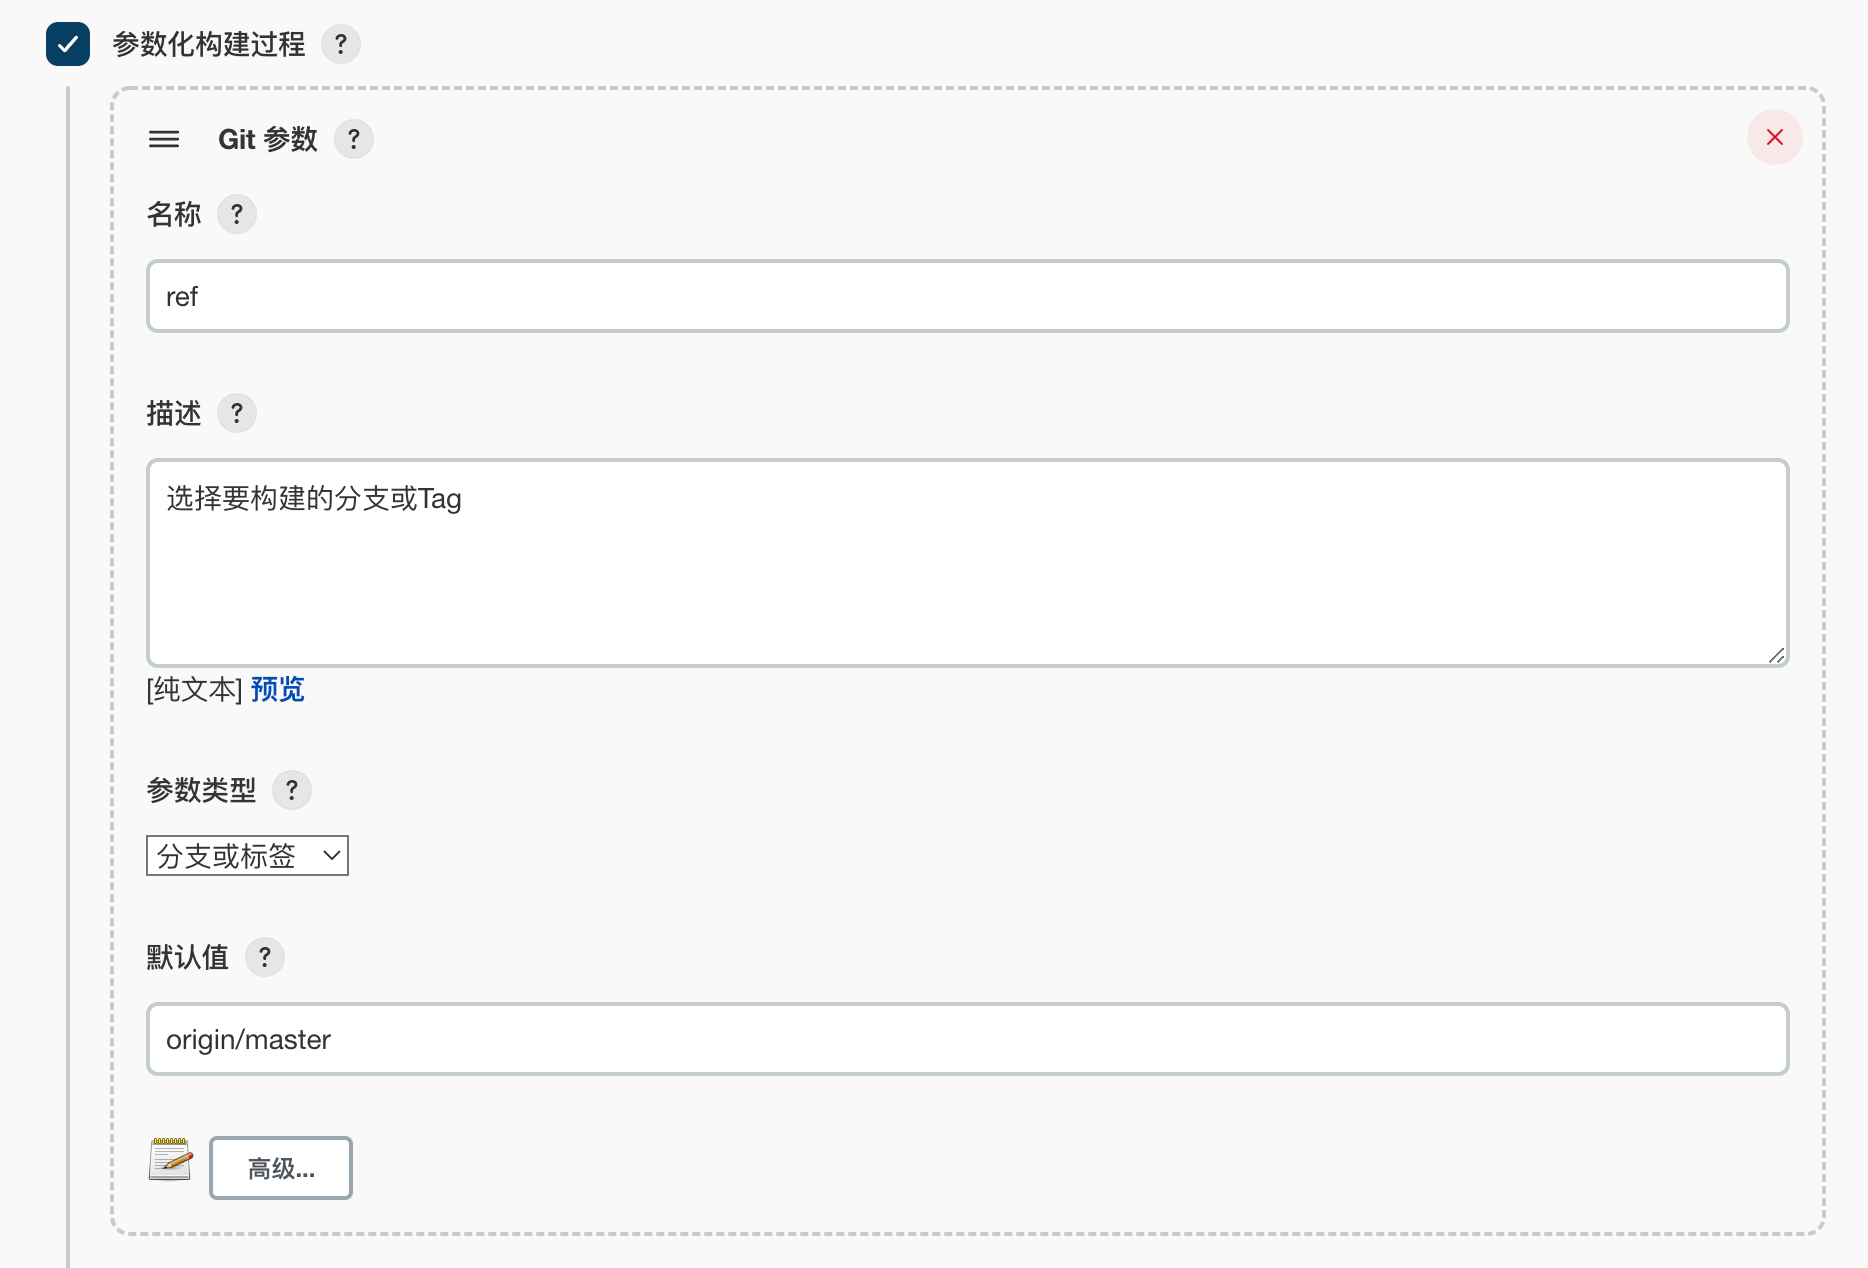 参数化构建过程 ?
Git 参数 ?
名称 ?
ref
描述 ?
选择要构建的分支或Tag
[纯文本] 预览
参数类型 ?
分支或标签
默认值 ?
origin/master
高级...